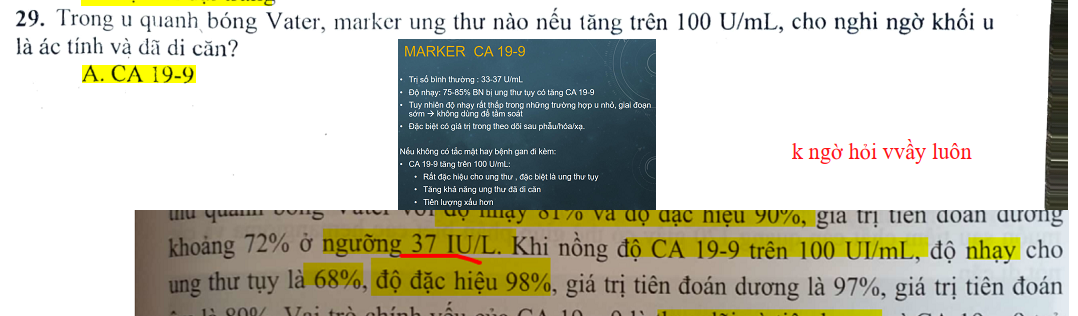 29. Trong u quanh bóng Vater, marker ung thư nào nếu tăng trên 100 U/mL, cho nghi ngờ khối u
là ác tính và đã di căn?
A. CA 19-9
MARKER CA 19-9
• Trị số bình thường : 33-37 U/mL
• Độ nhạy: 75-85% BN bị ung thư tụy có tăng CA 19-9
• Tuy nhiên độ nhạy rất thấp trong những trường hợp u nhỏ, giai đoạn
sớm → không dùng để tầm soát
• Đặc biệt có giá trị trong theo dõi sau phẫu/hóa/xạ.
Nếu không có tắc mật hay bệnh gan đi kèm:
• CA 19-9 tăng trên 100 U/mL:
• Rất đặc hiệu cho ung thư , đặc biệt là ung thư tụy
• Tăng khả năng ung thư đã di căn
• Tiên lượng xấu hơn
k ngờ hỏi vvầy luôn
thư quanh bóng Vater với độ nhạy 81% và độ đặc hiệu 90%, giá trị tiên đoán dương
khoảng 72% ở ngưỡng 37 IU/L. Khi nồng độ CA 19-9 trên 100 UI/mL, độ nhạy cho
ung thư tụy là 68%, độ đặc hiệu 98%, giá trị tiên đoán dương là 97%, giá trị tiên đoán